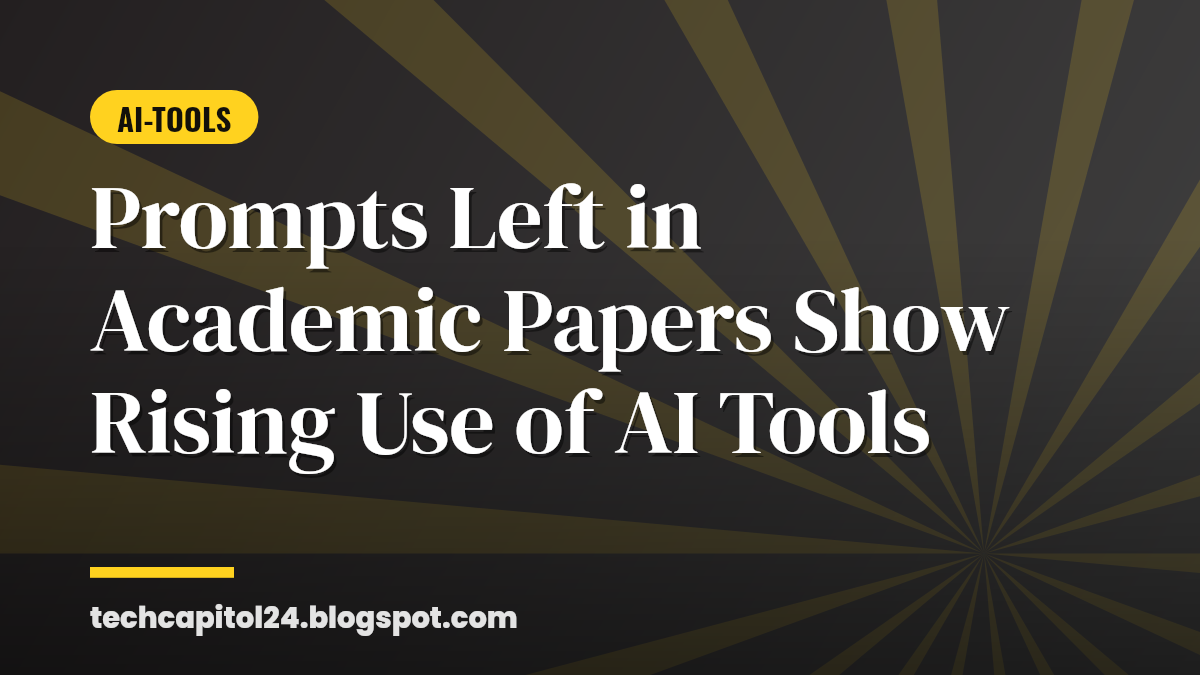 AI-TOOLS
Prompts Left in
Academic Papers Show
Rising Use of AI Tools
techcapitol24.blogspot.com